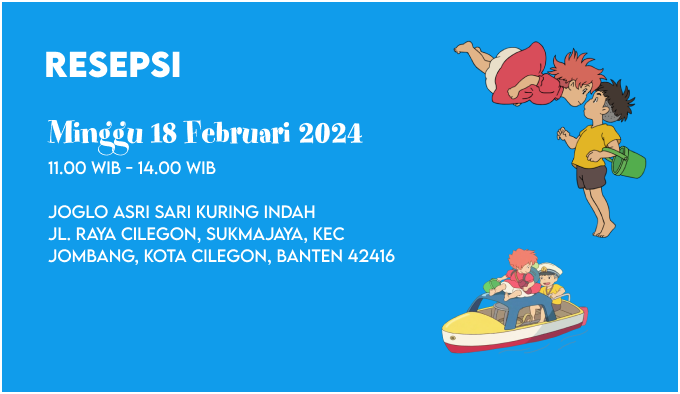 RESEPSI
Minggu 18 Februari 2024
11.00 WIB - 14.00 WIB
JOGLO ASRI SARI KURING INDAH
JL. RAYA CILEGON, SUKMAJAYA, KEC
JOMBANG, KOTA CILEGON, BANTEN 42416